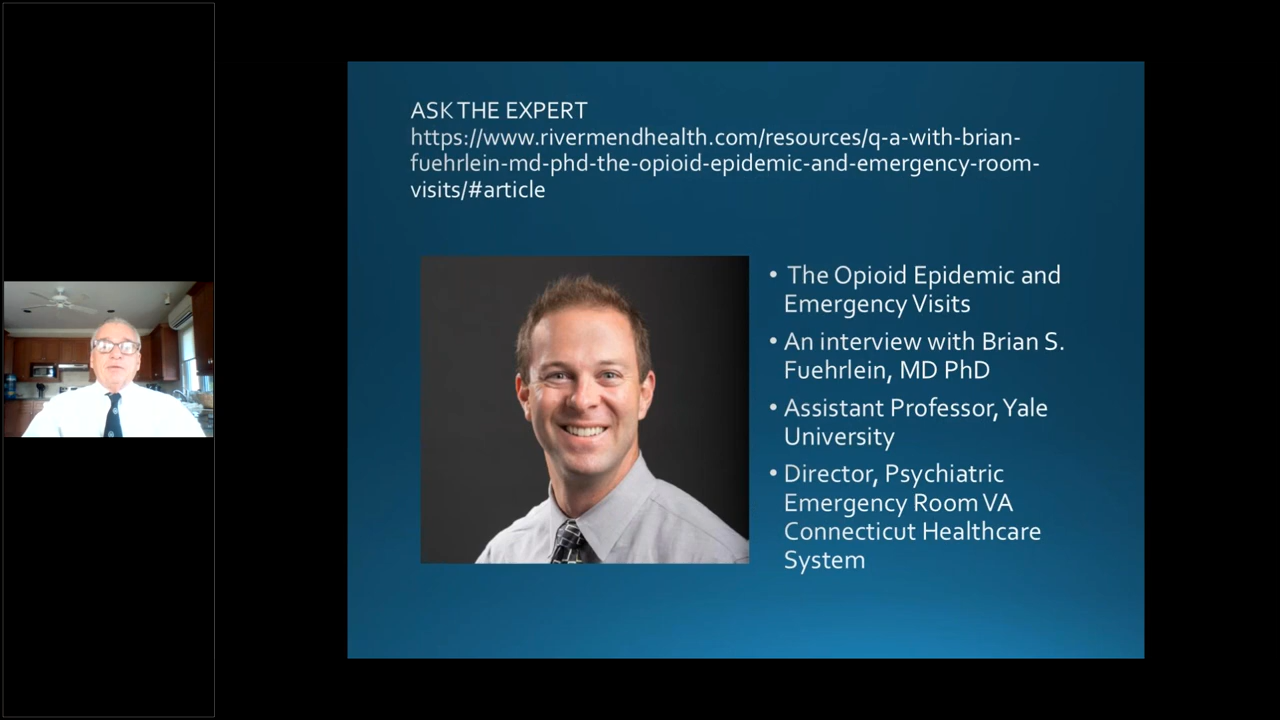 ASK THE EXPERT
https://www.rivermendhealth.com/resources/q-a-with-brian-
fuehrlein-md-phd-the-opioid-epidemic-and-emergency-room-
visits/#article
• The Opioid Epidemic and
Emergency Visits
• An interview with Brian S.
Fuehrlein, MD PhD
• Assistant Professor, Yale
University
• Director, Psychiatric
Emergency Room VA
Connecticut Healthcare
System